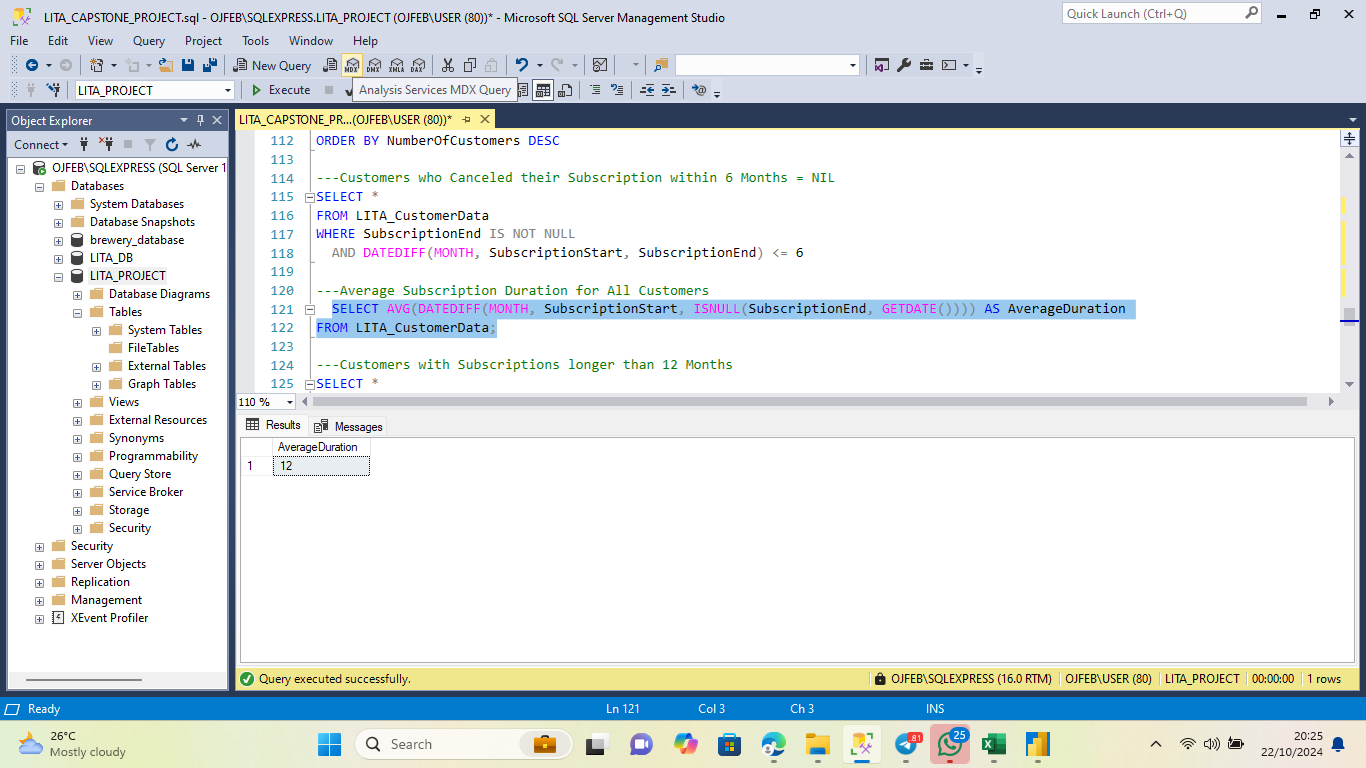 LITA_CAPSTONE_PROJECT.sql - OJFEB\SQLEXPRESS.LITA_PROJECT (OJFEB\USER (80))* - Microsoft SQL Server Management Studio
Quick Launch (Ctrl+Q)
File Edit View Query Project Tools Window Help
New Query MDX DMX XMLA DAX
LITA_PROJECT Execute
Analysis Services MDX Query
Object Explorer
LITA_CAPSTONE_PR...(OJFEB\USER (80))*
Connect
OJFEB\SQLEXPRESS (SQL Server 1
Databases
System Databases
Database Snapshots
brewery_database
LITA_DB
LITA_PROJECT
Database Diagrams
Tables
System Tables
FileTables
External Tables
Graph Tables
Views
External Resources
Synonyms
Programmability
Query Store
Service Broker
Storage
Security
Security
Server Objects
Replication
Management
XEvent Profiler
112 ORDER BY NumberOfCustomers DESC
113
114 ---Customers who Canceled their Subscription within 6 Months = NIL
115 SELECT *
116 FROM LITA_CustomerData
117 WHERE SubscriptionEnd IS NOT NULL
118 AND DATEDIFF(MONTH, SubscriptionStart, SubscriptionEnd) <= 6
119
120 ---Average Subscription Duration for All Customers
121 SELECT AVG(DATEDIFF(MONTH, SubscriptionStart, ISNULL(SubscriptionEnd, GETDATE()))) AS AverageDuration
122 FROM LITA_CustomerData;
123
124 ---Customers with Subscriptions longer than 12 Months
125 SELECT *
110 %
Results Messages
AverageDuration
1 12
Query executed successfully. OJFEB\SQLEXPRESS (16.0 RTM) OJFEB\USER (80) LITA_PROJECT 00:00:00 1 rows
Ready Ln 121 Col 3 Ch 3 INS
26°C
Mostly cloudy
Search
81
25
20:25
22/10/2024